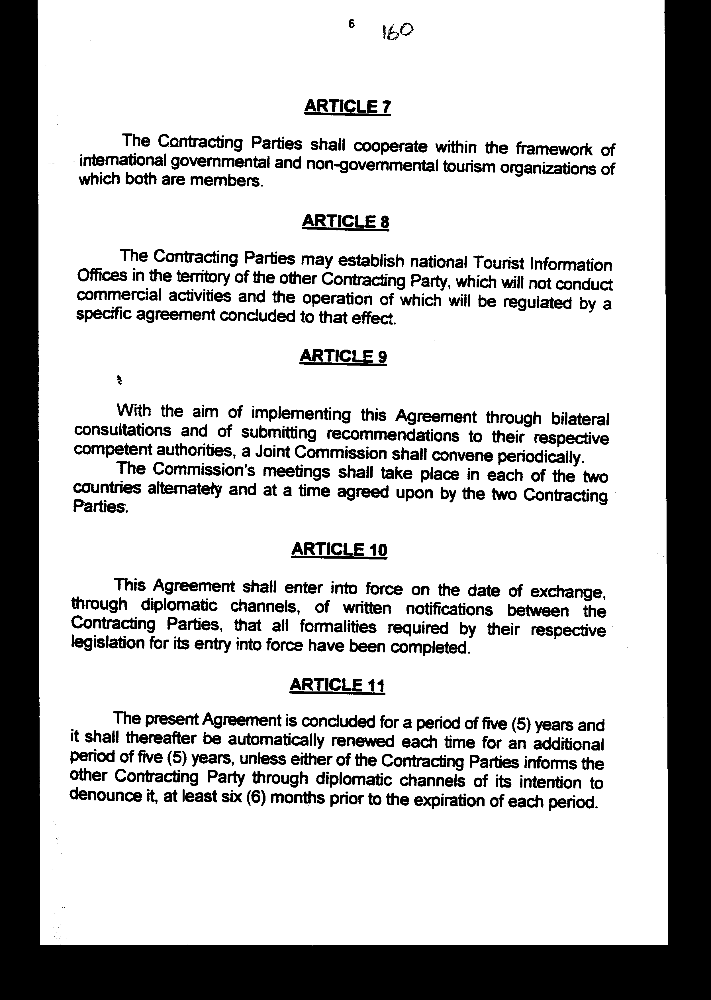 6 160
ARTICLE 7
The Contracting Parties shall cooperate within the framework of
international governmental and non-governmental tourism organizations of
which both are members.
ARTICLE 8
The Contracting Parties may establish national Tourist Information
Offices in the territory of the other Contracting Party, which will not conduct
commercial activities and the operation of which will be regulated by a
specific agreement concluded to that effect.
ARTICLE 9
With the aim of implementing this Agreement through bilateral
consultations and of submitting recommendations to their respective
competent authorities, a Joint Commission shall convene periodically.
The Commission's meetings shall take place in each of the two
countries alternately and at a time agreed upon by the two Contracting
Parties.
ARTICLE 10
This Agreement shall enter into force on the date of exchange,
through diplomatic channels, of written notifications between the
Contracting Parties, that all formalities required by their respective
legislation for its entry into force have been completed.
ARTICLE 11
The present Agreement is concluded for a period of five (5) years and
it shall thereafter be automatically renewed each time for an additional
period of five (5) years, unless either of the Contracting Parties informs the
other Contracting Party through diplomatic channels of its intention to
denounce it, at least six (6) months prior to the expiration of each period.